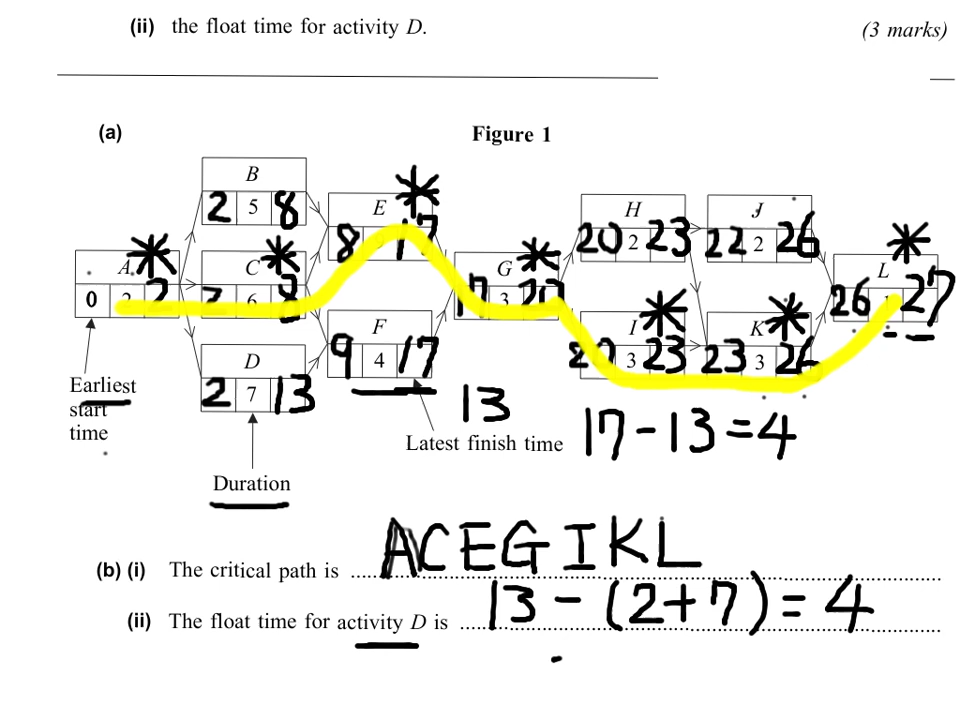 (ii) the float time for activity D. (3 marks)
(a) Figure 1
B
2 5 8
E
8 17
H
20 2 23
J
22 2 26
A
0 2 2
C
2 6 8
G
17 3 20
L
26 27
D
2 7 13
F
9 4 17
I
20 3 23
K
23 3 26
Earliest
start
time
13
Latest finish time
17-13=4
Duration
(b) (i) The critical path is ACEGIKL
(ii) The float time for activity D is 13 - (2+7) = 4